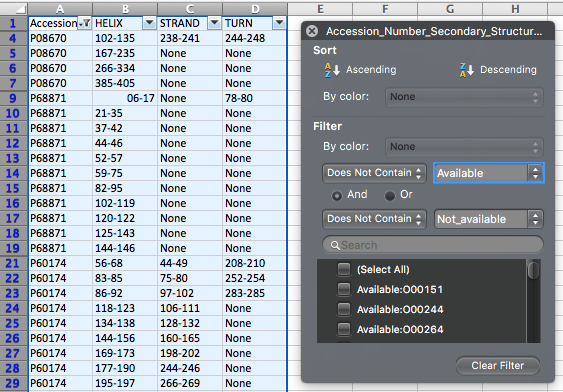 A B C D E F G H
1 Accession HELIX STRAND TURN
4 P08670 102-135 238-241 244-248
5 P08670 167-235 None None
6 P08670 266-334 None None
7 P08670 385-405 None None
9 P68871 06-17 None 78-80
10 P68871 21-35 None None
11 P68871 37-42 None None
12 P68871 44-46 None None
13 P68871 52-57 None None
14 P68871 59-75 None None
15 P68871 82-95 None None
16 P68871 102-119 None None
17 P68871 120-122 None None
18 P68871 125-143 None None
19 P68871 144-146 None None
21 P60174 56-68 44-49 208-210
22 P60174 83-85 75-80 252-254
23 P60174 86-92 97-102 283-285
24 P60174 118-123 106-111 None
25 P60174 134-138 128-132 None
26 P60174 144-156 160-165 None
27 P60174 169-173 198-202 None
28 P60174 177-190 244-246 None
29 P60174 195-197 266-269 None
Accession_Number_Secondary_Structur...
Sort
A Z Ascending Z A Descending
By color: None
Filter
By color: None
Does Not Contain Available
And Or
Does Not Contain Not_available
Search
(Select All)
Available:O00151
Available:O00244
Available:O00264
Clear Filter